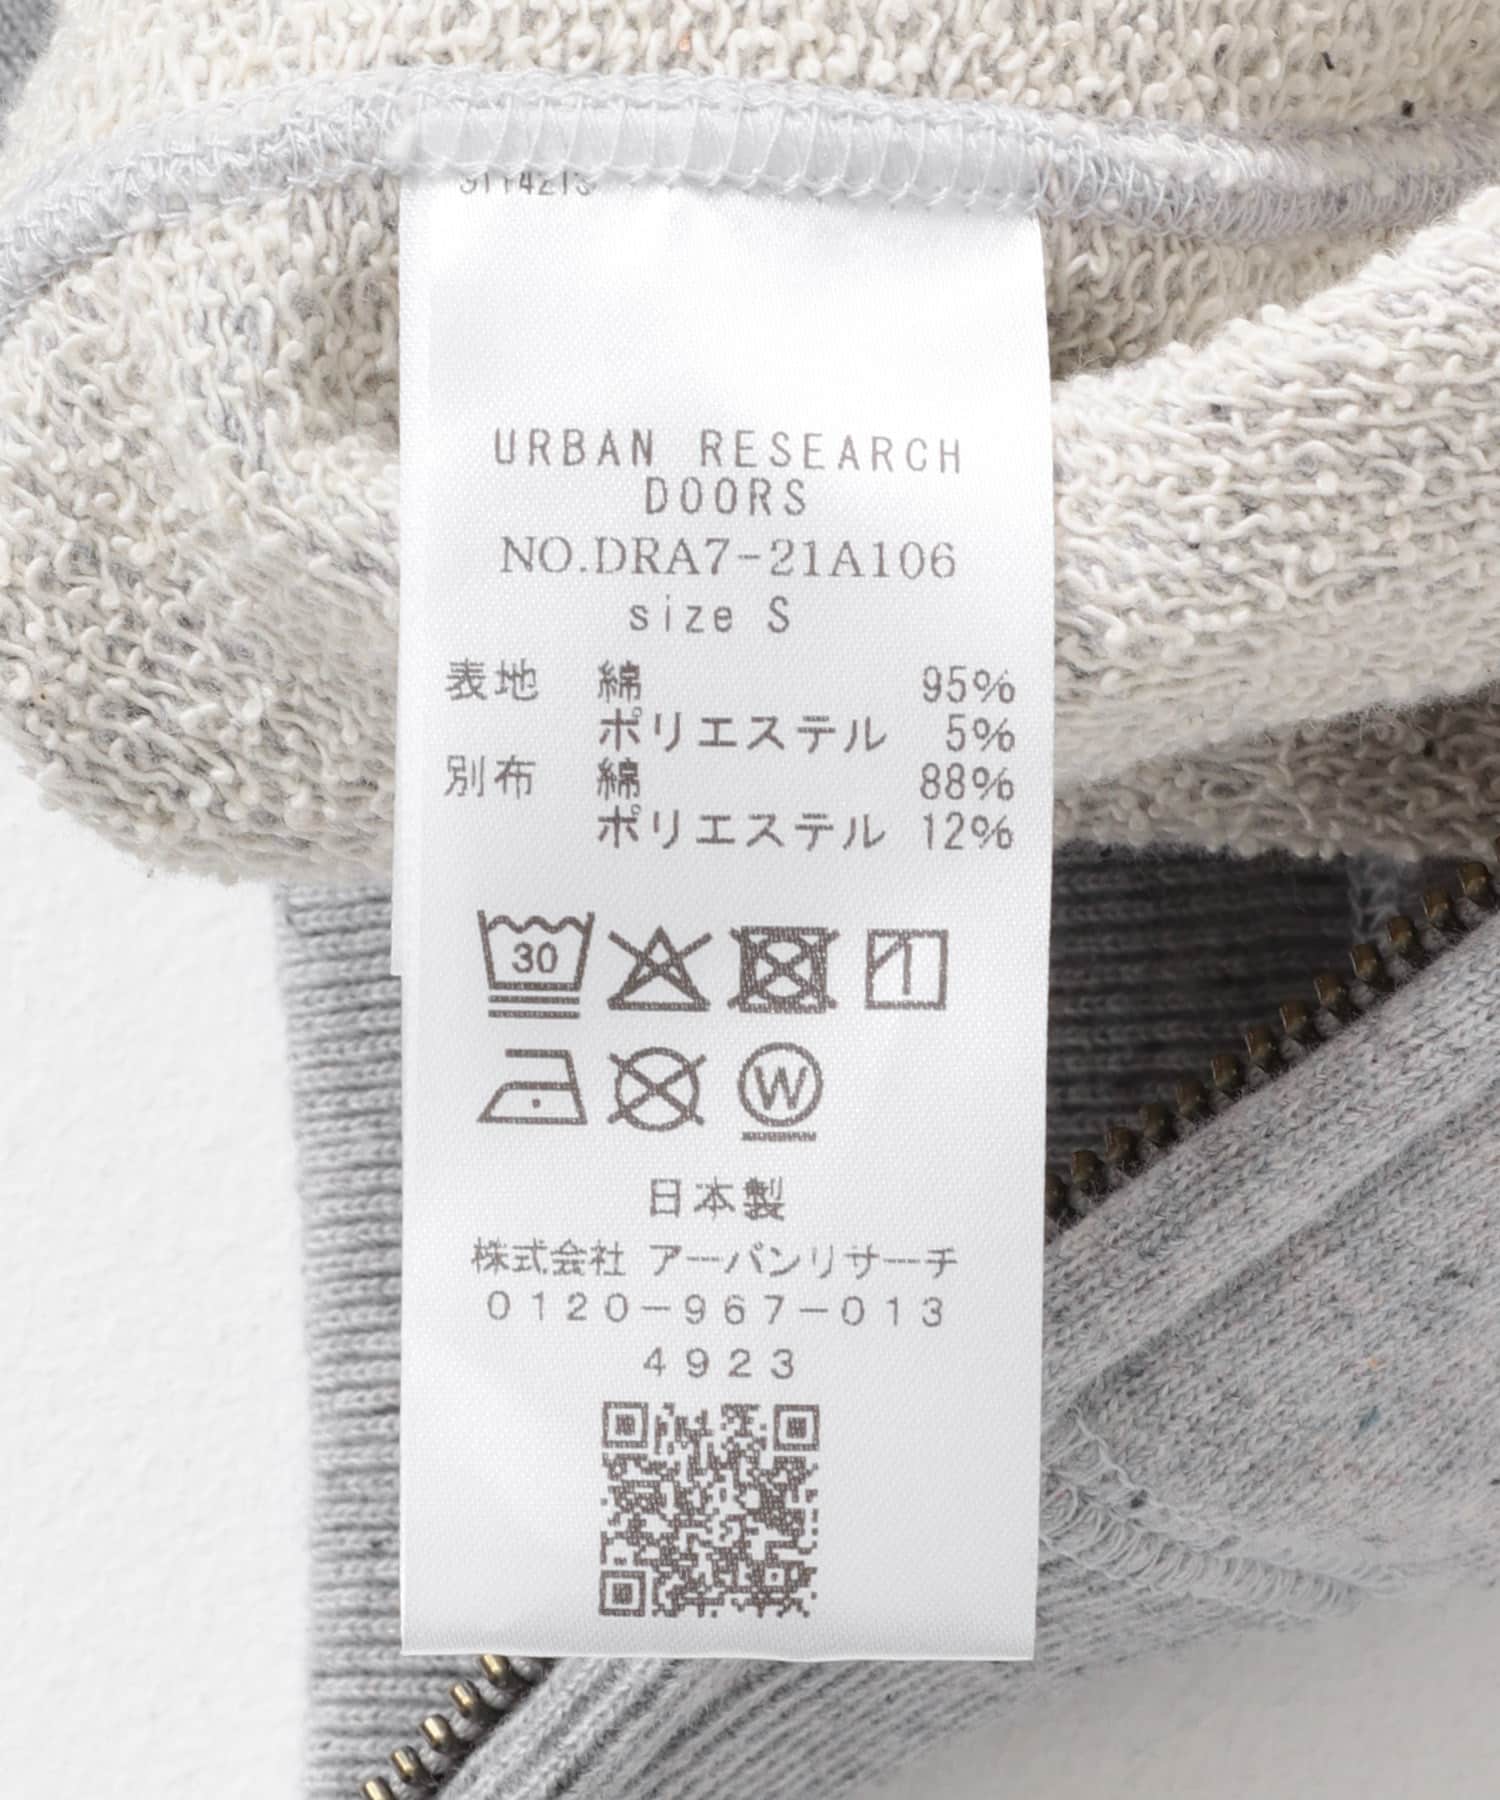 URBAN RESEARCH
DOORS
NO.DRA7-21A106
size S
表地 綿 95%
ポリエステル 5%
別布 綿 88%
ポリエステル 12%
30
W
日本製
株式会社 アーバンリサーチ
0120-967-013
4923